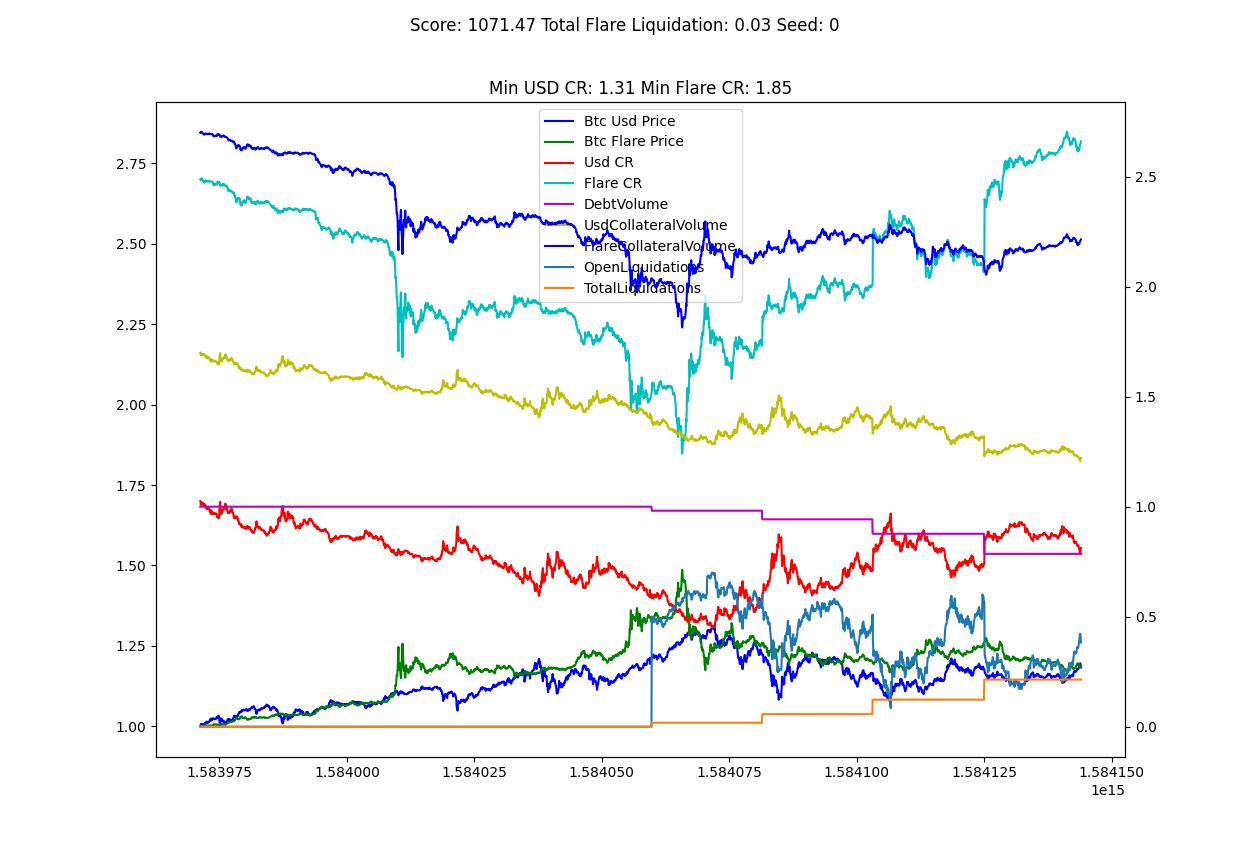 Score: 1071.47 Total Flare Liquidation: 0.03 Seed: 0
Min USD CR: 1.31 Min Flare CR: 1.85
Btc Usd Price
Btc Flare Price
Usd CR
Flare CR
DebtVolume
UsdCollateralVolume
FlareCollateralVolume
OpenLiquidations
TotalLiquidations
2.75
2.50
2.25
2.00
1.75
1.50
1.25
1.00
2.5
2.0
1.5
1.0
0.5
0.0
1.583975 1.584000 1.584025 1.584050 1.584075 1.584100 1.584125 1.584150
1e15